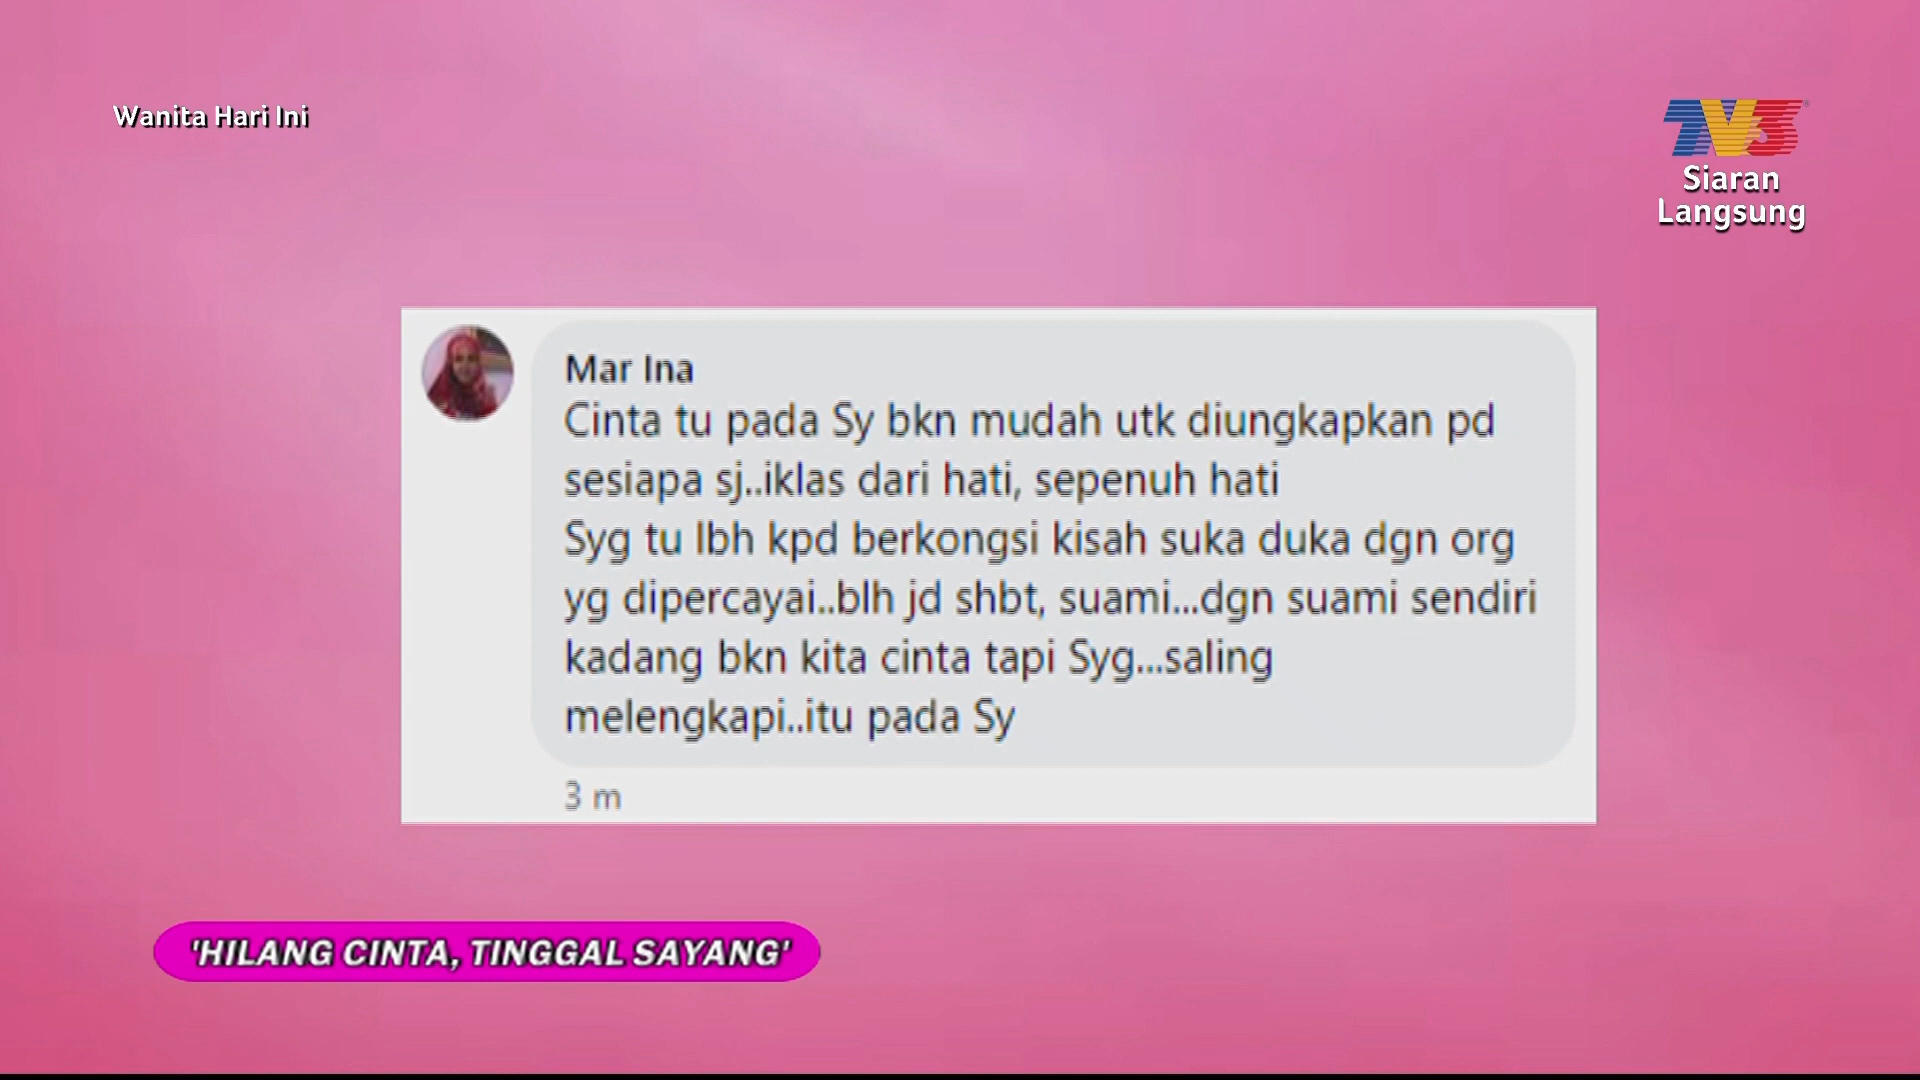 Wanita Hari Ini
TV3
Siaran
Langsung
Mar Ina
Cinta tu pada Sy bkn mudah utk diungkapkan pd
sesiapa sj..iklas dari hati, sepenuh hati
Syg tu lbh kpd berkongsi kisah suka duka dgn org
yg dipercayai..blh jd shbt, suami...dgn suami sendiri
kadang bkn kita cinta tapi Syg...saling
melengkapi..itu pada Sy
3 m
'HILANG CINTA, TINGGAL SAYANG'